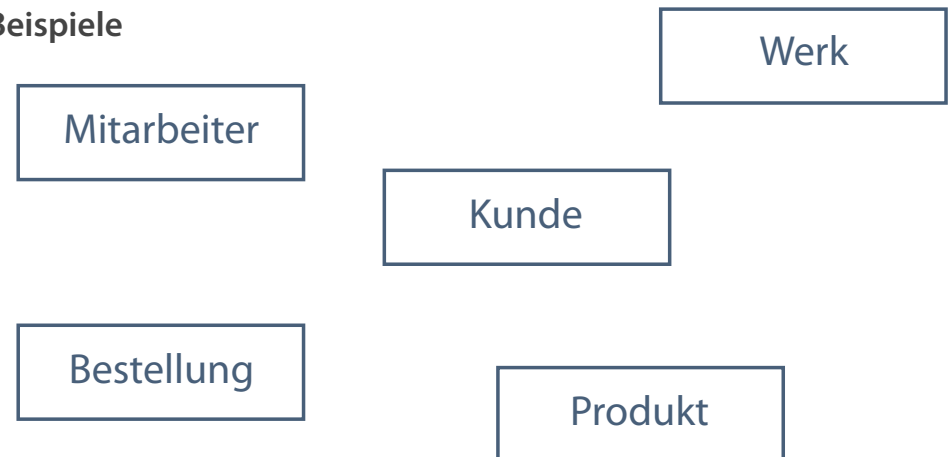 Beispiele
Werk
Mitarbeiter
Kunde
Bestellung
Produkt